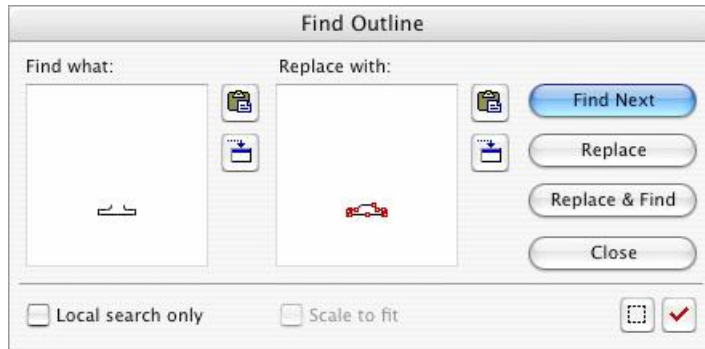 Find Outline
Find what:
Replace with:
Find Next
Replace
Replace & Find
Close
Local search only
Scale to fit